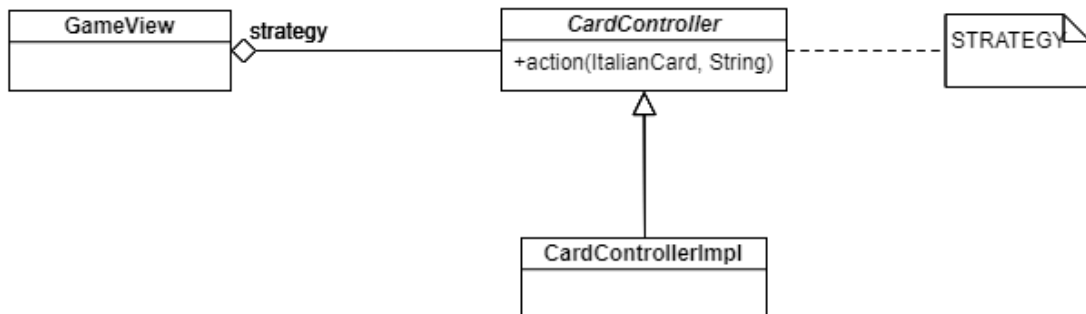 GameView
strategy
CardController
+action(ItalianCard, String)
STRATEGY
CardControllerImpl